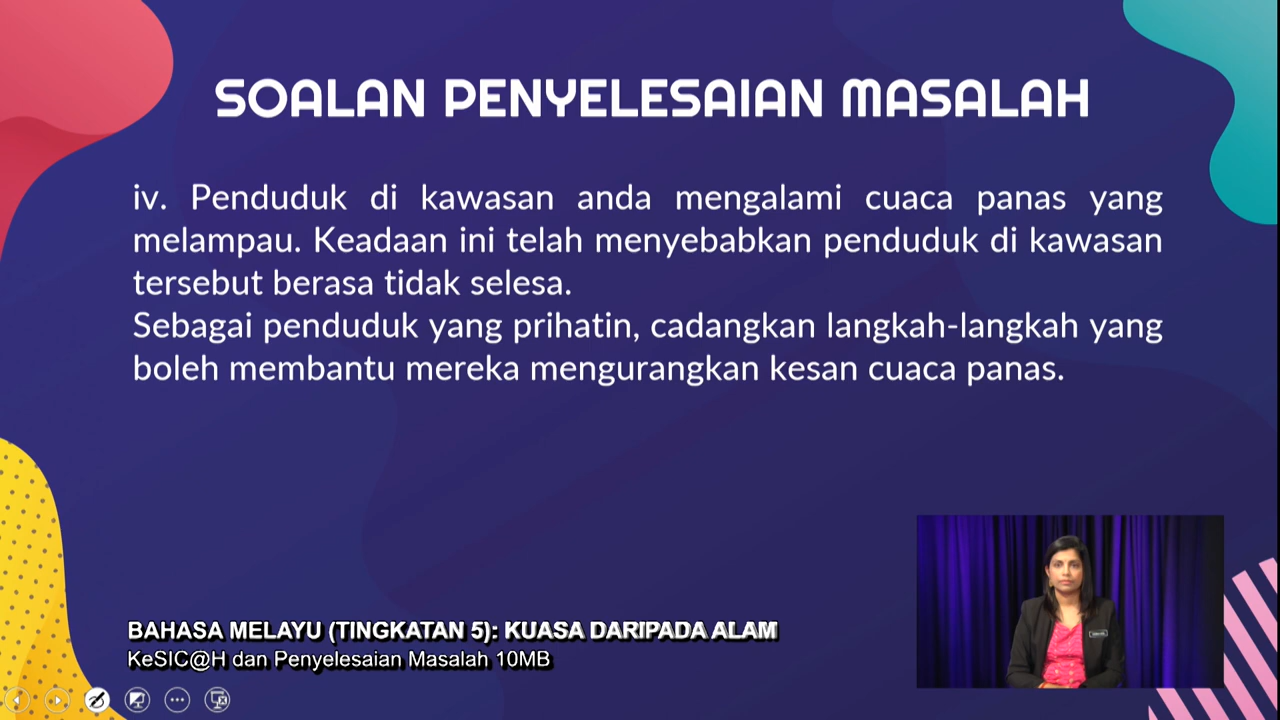 SOALAN PENYELESAIAN MASALAH
iv. Penduduk di kawasan anda mengalami cuaca panas yang
melampau. Keadaan ini telah menyebabkan penduduk di kawasan
tersebut berasa tidak selesa.
Sebagai penduduk yang prihatin, cadangkan langkah-langkah yang
boleh membantu mereka mengurangkan kesan cuaca panas.
BAHASA MELAYU (TINGKATAN 5): KUASA DARIPADA ALAM
KeSIC@H dan Penyelesaian Masalah 10MB